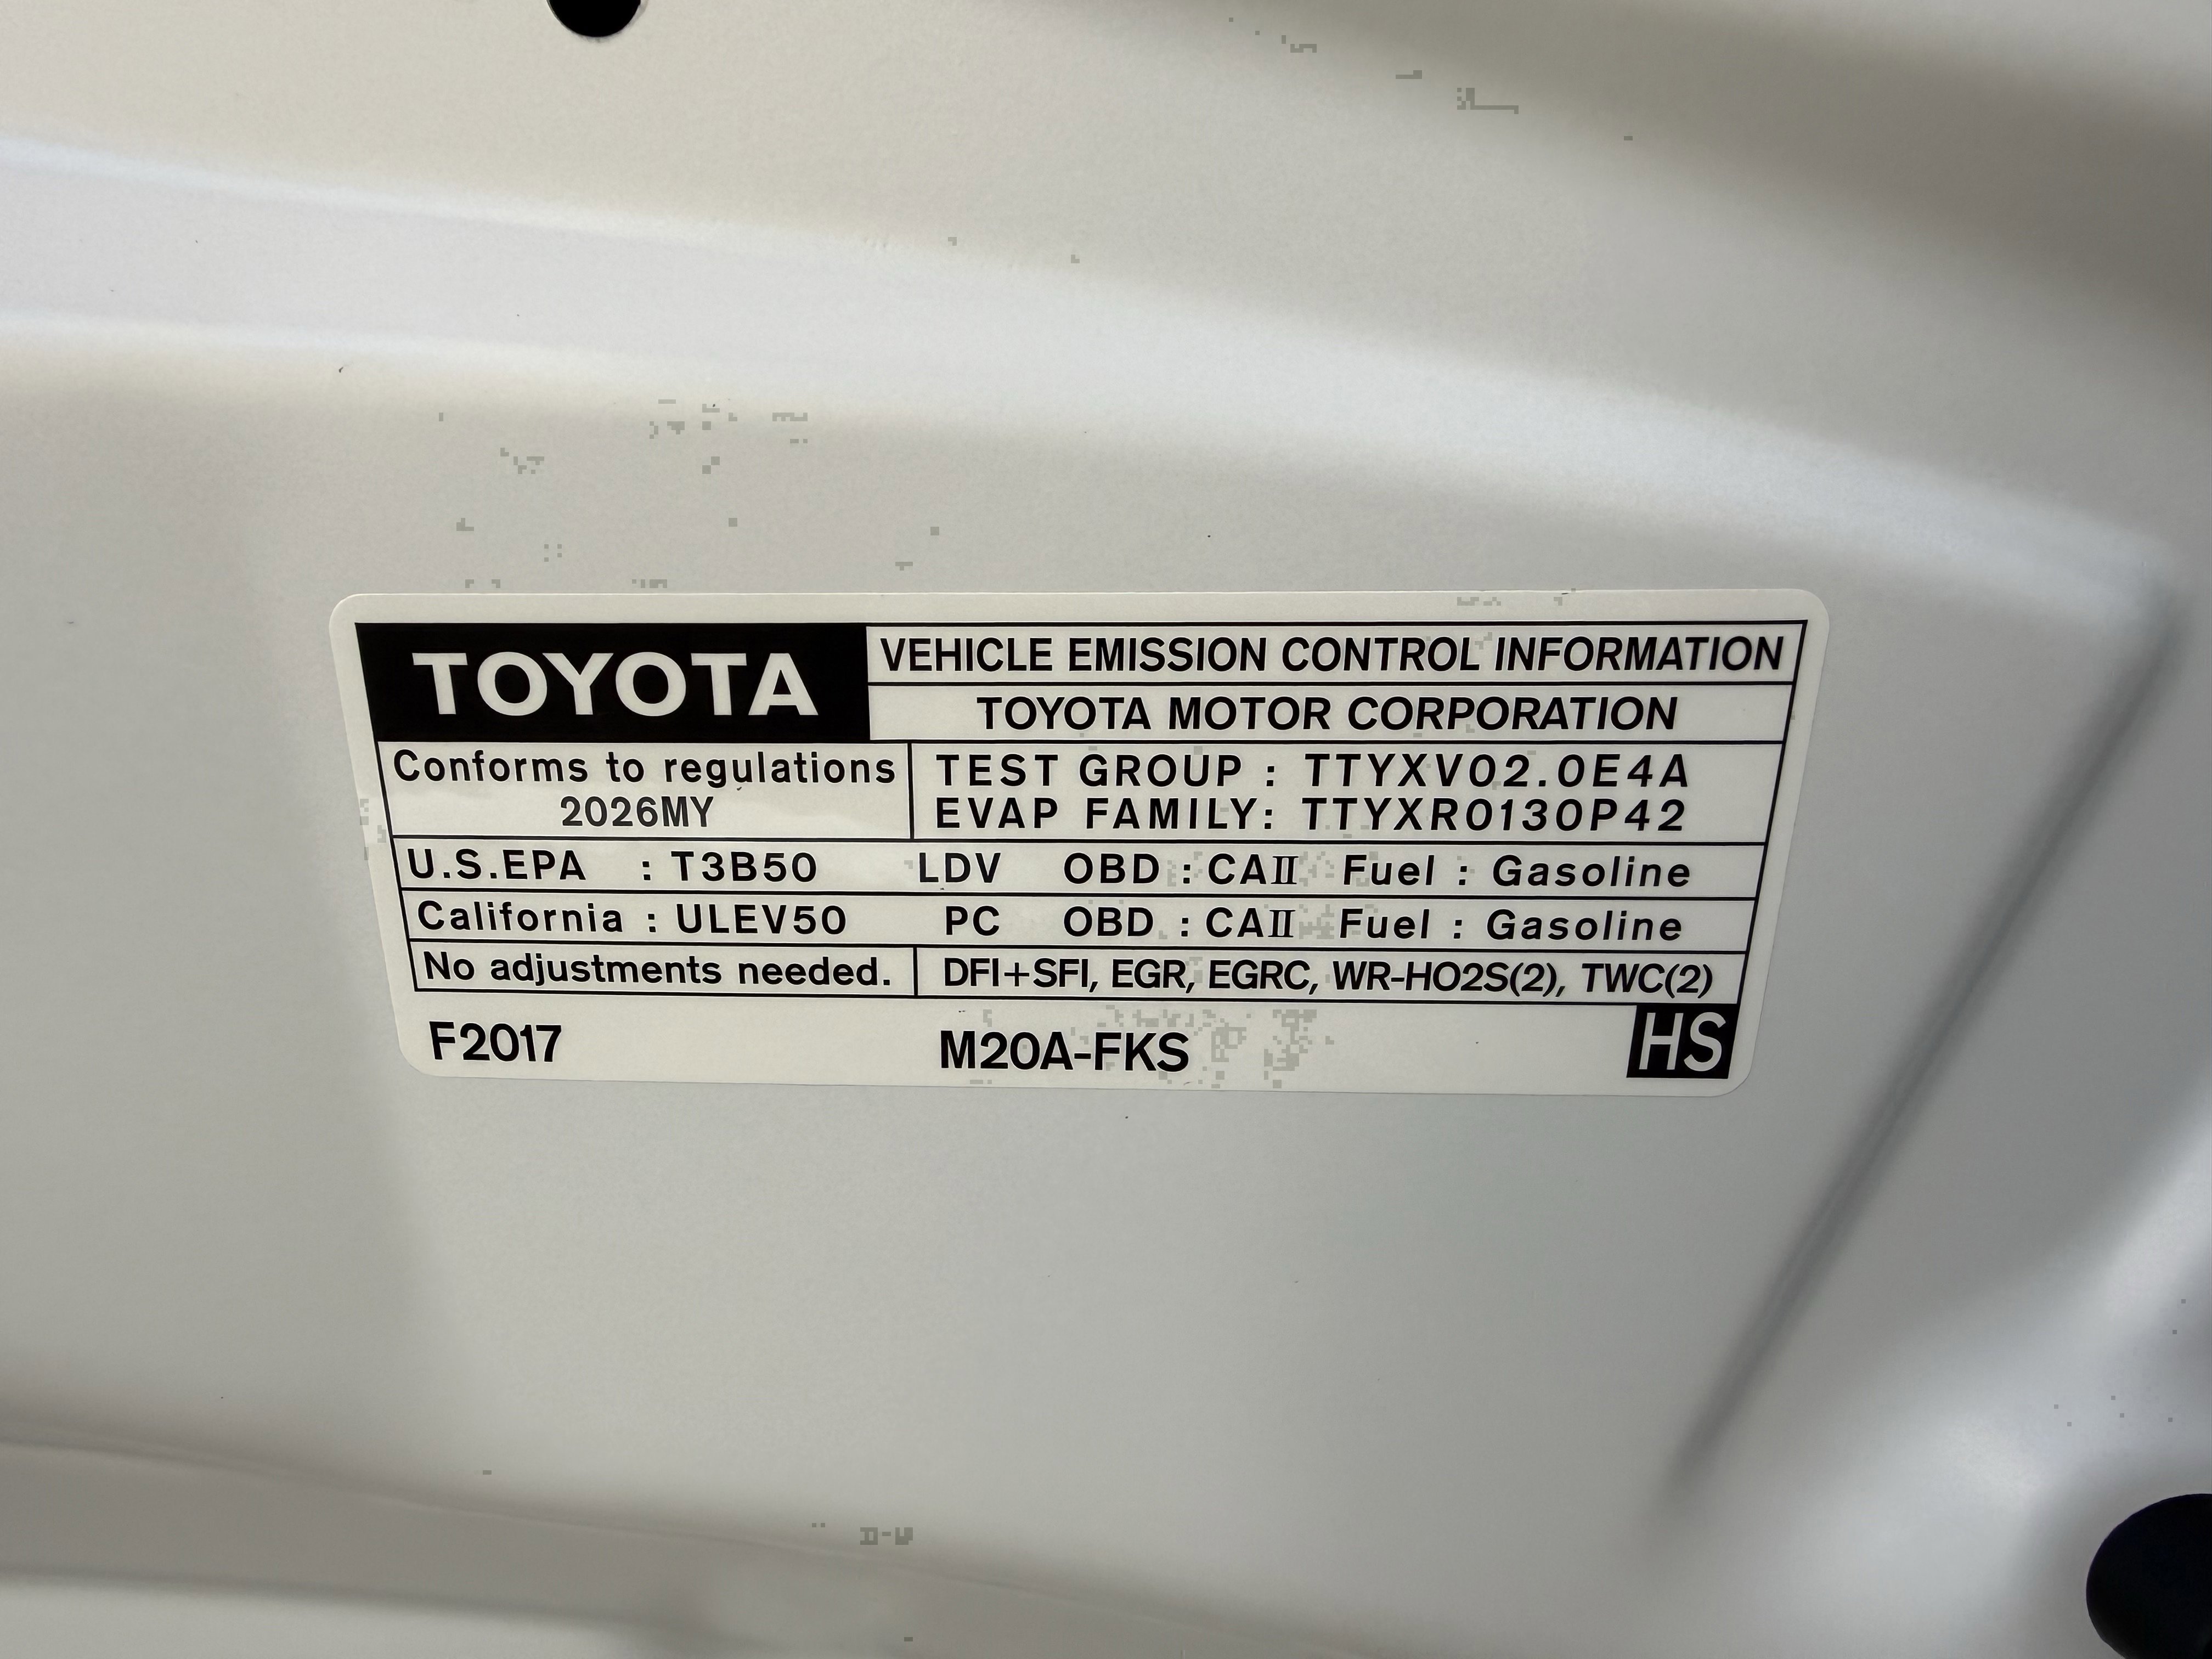 TOYOTA
VEHICLE EMISSION CONTROL INFORMATION
TOYOTA MOTOR CORPORATION
Conforms to regulations
2026MY
TEST GROUP : TTYXV02.0E4A
EVAP FAMILY: TTYXR0130P42
U.S.EPA : T3B50 LDV OBD : CAⅡ Fuel : Gasoline
California : ULEV50 PC OBD : CAⅡ Fuel : Gasoline
No adjustments needed. DFI+SFI, EGR, EGRC, WR-HO2S(2), TWC(2)
F2017 M20A-FKS HS